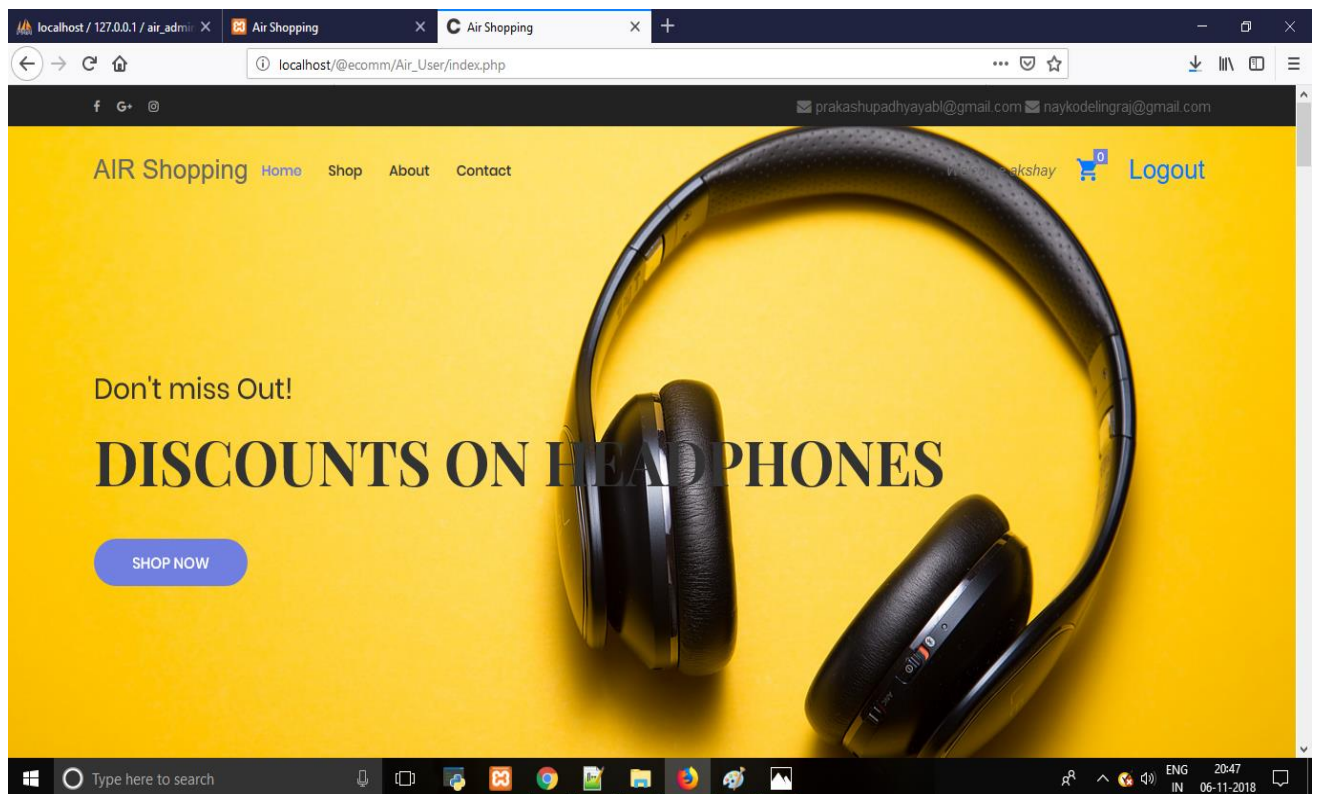 localhost / 127.0.0.1 / air_admi
Air Shopping
C Air Shopping
localhost/@ecomm/Air_User/index.php
f G+
prakashupadhyayabl@gmail.com naykodelingraj@gmail.com
AIR Shopping Home Shop About Contact akshay 0 Logout
Don't miss Out!
DISCOUNTS ON HEADPHONES
SHOP NOW
Type here to search
ENG 20:47
IN 06-11-2018